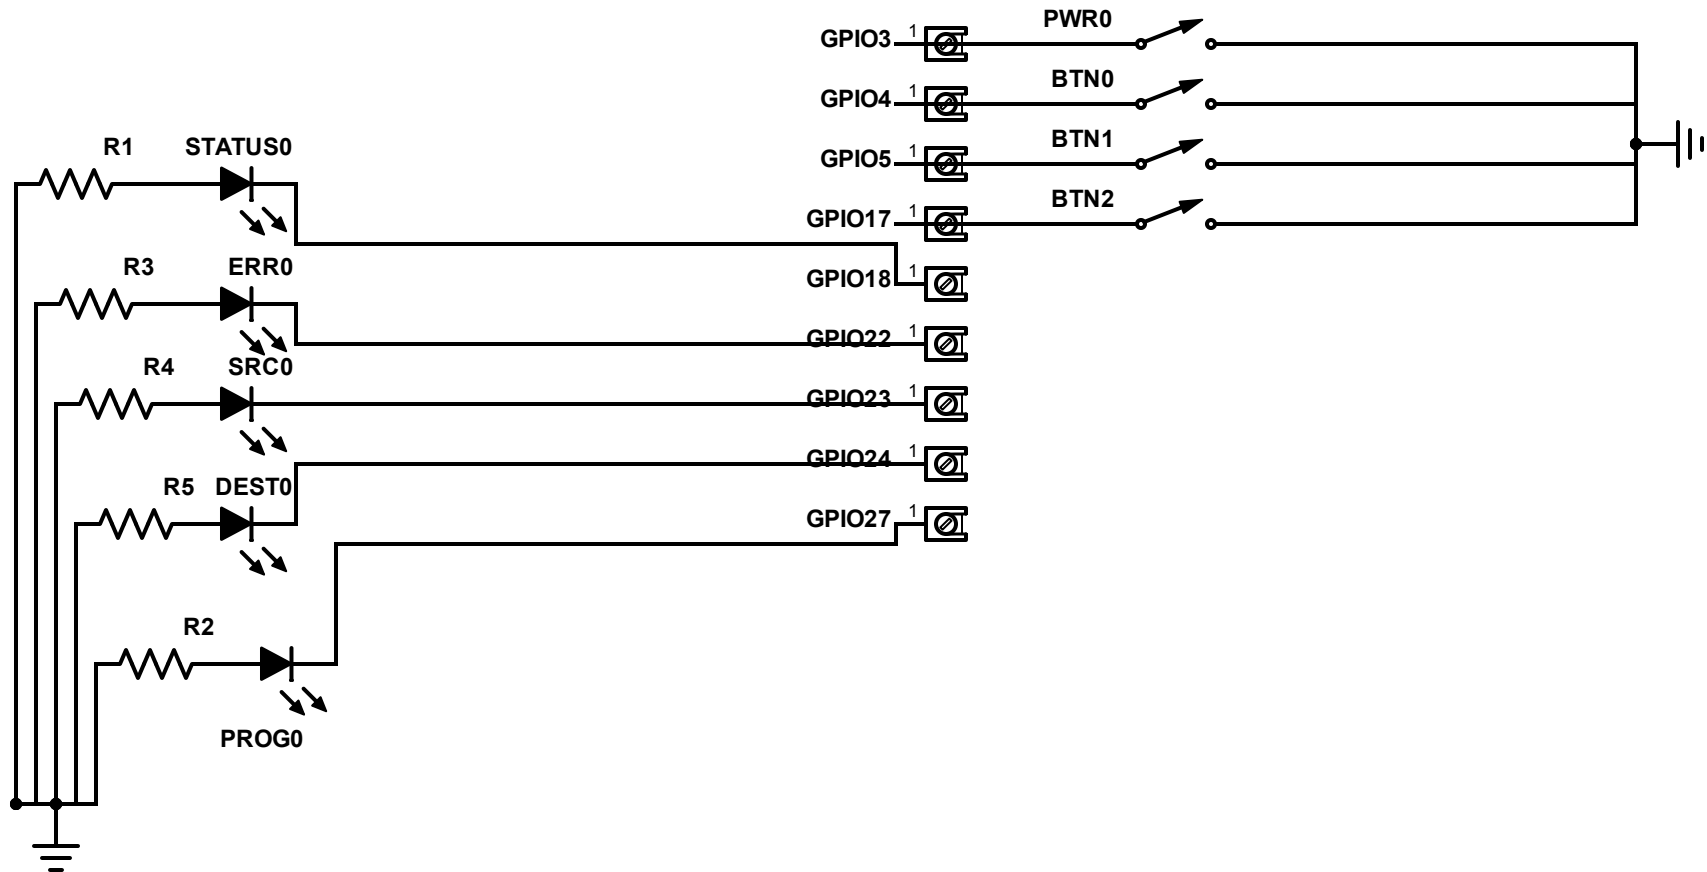 PWR0
GPIO3 1
BTN0
GPIO4 1
BTN1
GPIO5 1
R1 STATUS0
BTN2
GPIO17 1
R3 ERR0
GPIO18 1
GPIO22 1
R4 SRC0
GPIO23 1
GPIO24 1
R5 DEST0
GPIO27 1
R2
PROG0